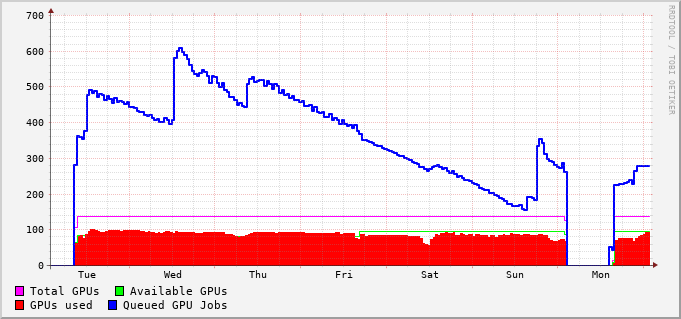 700
600
500
400
300
200
100
0
Tue Wed Thu Fri Sat Sun Mon
Total GPUs Available GPUs
GPUs used Queued GPU Jobs
RRDTOOL / TOBI OETIKER